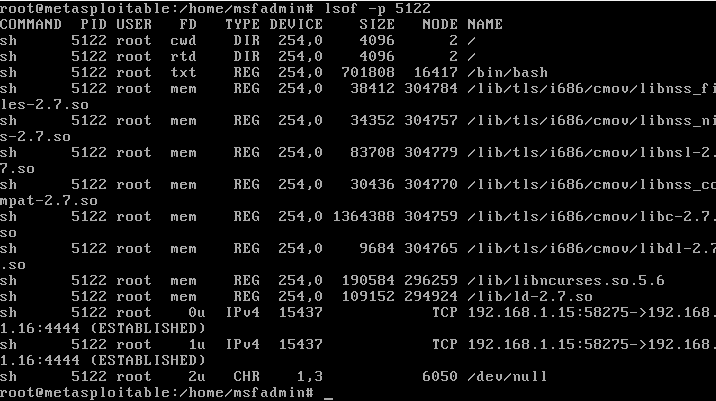 root@metasploitable:/home/msfadmin# lsof -p 5122
COMMAND  PID USER   FD   TYPE DEVICE    SIZE   NODE NAME
sh      5122 root  cwd    DIR  254,0    4096      2 /
sh      5122 root  rtd    DIR  254,0    4096      2 /
sh      5122 root  txt    REG  254,0  701808  16417 /bin/bash
sh      5122 root  mem    REG  254,0   38412 304784 /lib/tls/i686/cmov/libnss_fi
les-2.7.so
sh      5122 root  mem    REG  254,0   34352 304757 /lib/tls/i686/cmov/libnss_ni
s-2.7.so
sh      5122 root  mem    REG  254,0   83708 304779 /lib/tls/i686/cmov/libnsl-2.
7.so
sh      5122 root  mem    REG  254,0   30436 304770 /lib/tls/i686/cmov/libnss_co
mpat-2.7.so
sh      5122 root  mem    REG  254,0 1364388 304759 /lib/tls/i686/cmov/libc-2.7.
so
sh      5122 root  mem    REG  254,0    9684 304765 /lib/tls/i686/cmov/libdl-2.7
.so
sh      5122 root  mem    REG  254,0  190584 296259 /lib/libncurses.so.5.6
sh      5122 root  mem    REG  254,0  109152 294924 /lib/ld-2.7.so
sh      5122 root    0u  IPv4  15437            TCP 192.168.1.15:58275->192.168.
1.16:4444 (ESTABLISHED)
sh      5122 root    1u  IPv4  15437            TCP 192.168.1.15:58275->192.168.
1.16:4444 (ESTABLISHED)
sh      5122 root    2u   CHR    1,3           6050 /dev/null
root@metasploitable:/home/msfadmin# _